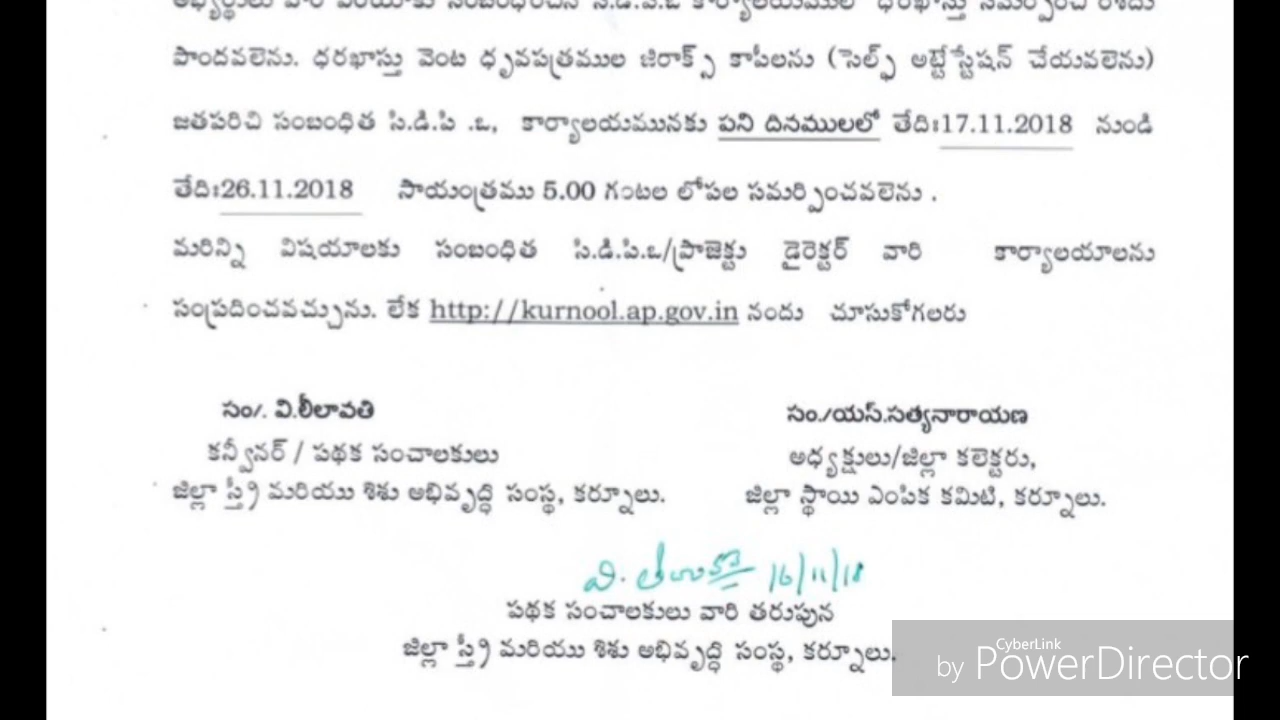 పొందవలెను. ధరఖాస్తు వెంట ధృవపత్రముల జిరాక్స్ కాపీలను (సెల్ఫ్ అట్టేస్టేషన్ చేయవలెను)
జతపరిచి సంబంధిత సి.డి.పి .ఒ, కార్యాలయమునకు పని దినములలో తేదిః17.11.2018 నుండి
తేదిః26.11.2018 సాయంత్రము 5.00 గంటల లోపల సమర్పించవలెను .
మరిన్ని విషయాలకు సంబంధిత సి.డి.పి.ఒ/ప్రాజెక్టు డైరెక్టర్ వారి కార్యాలయాలను
సంప్రదించవచ్చును. లేక http://kurnool.ap.gov.in నందు చూసుకోగలరు
సం/. వి.లీలావతి
సం./యస్.సత్యనారాయణ
కన్వీనర్ / పథక సంచాలకులు
అధ్యక్షులు/జిల్లా కలెక్టరు,
జిల్లా స్త్రీ మరియు శిశు అభివృద్ధి సంస్థ, కర్నూలు.
జిల్లా స్థాయి ఎంపిక కమిటి, కర్నూలు.
వి. 16/11/18
పథక సంచాలకులు వారి తరుపున
జిల్లా స్త్రీ మరియు శిశు అభివృద్ధి సంస్థ, కర్నూలు.
CyberLink
by PowerDirector